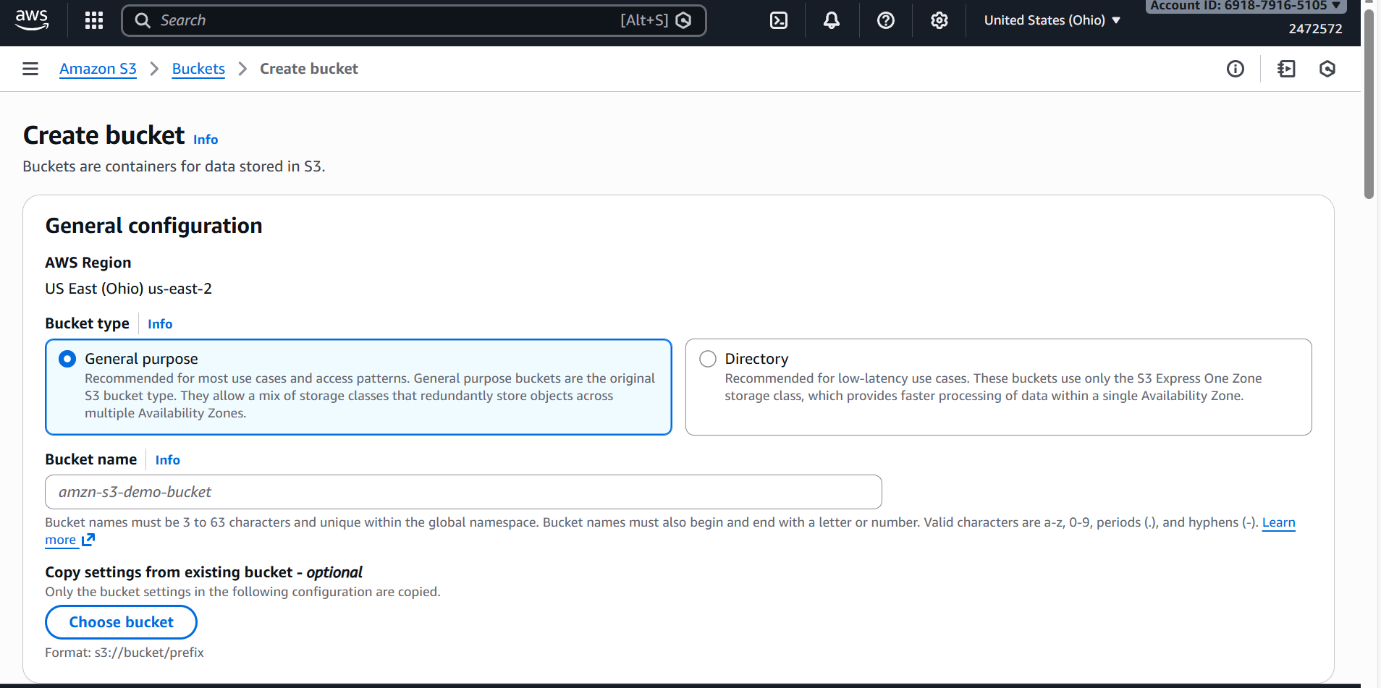 aws
Search [Alt+S] United States (Ohio) Account ID: 6918-7916-5105
2472572
Amazon S3 Buckets Create bucket
Create bucket Info
Buckets are containers for data stored in S3.
General configuration
AWS Region
US East (Ohio) us-east-2
Bucket type Info
General purpose
Recommended for most use cases and access patterns. General purpose buckets are the original
S3 bucket type. They allow a mix of storage classes that redundantly store objects across
multiple Availability Zones.
Directory
Recommended for low-latency use cases. These buckets use only the S3 Express One Zone
storage class, which provides faster processing of data within a single Availability Zone.
Bucket name Info
amzn-s3-demo-bucket
Bucket names must be 3 to 63 characters and unique within the global namespace. Bucket names must also begin and end with a letter or number. Valid characters are a-z, 0-9, periods (.), and hyphens (-). Learn
more
Copy settings from existing bucket - optional
Only the bucket settings in the following configuration are copied.
Choose bucket
Format: s3://bucket/prefix